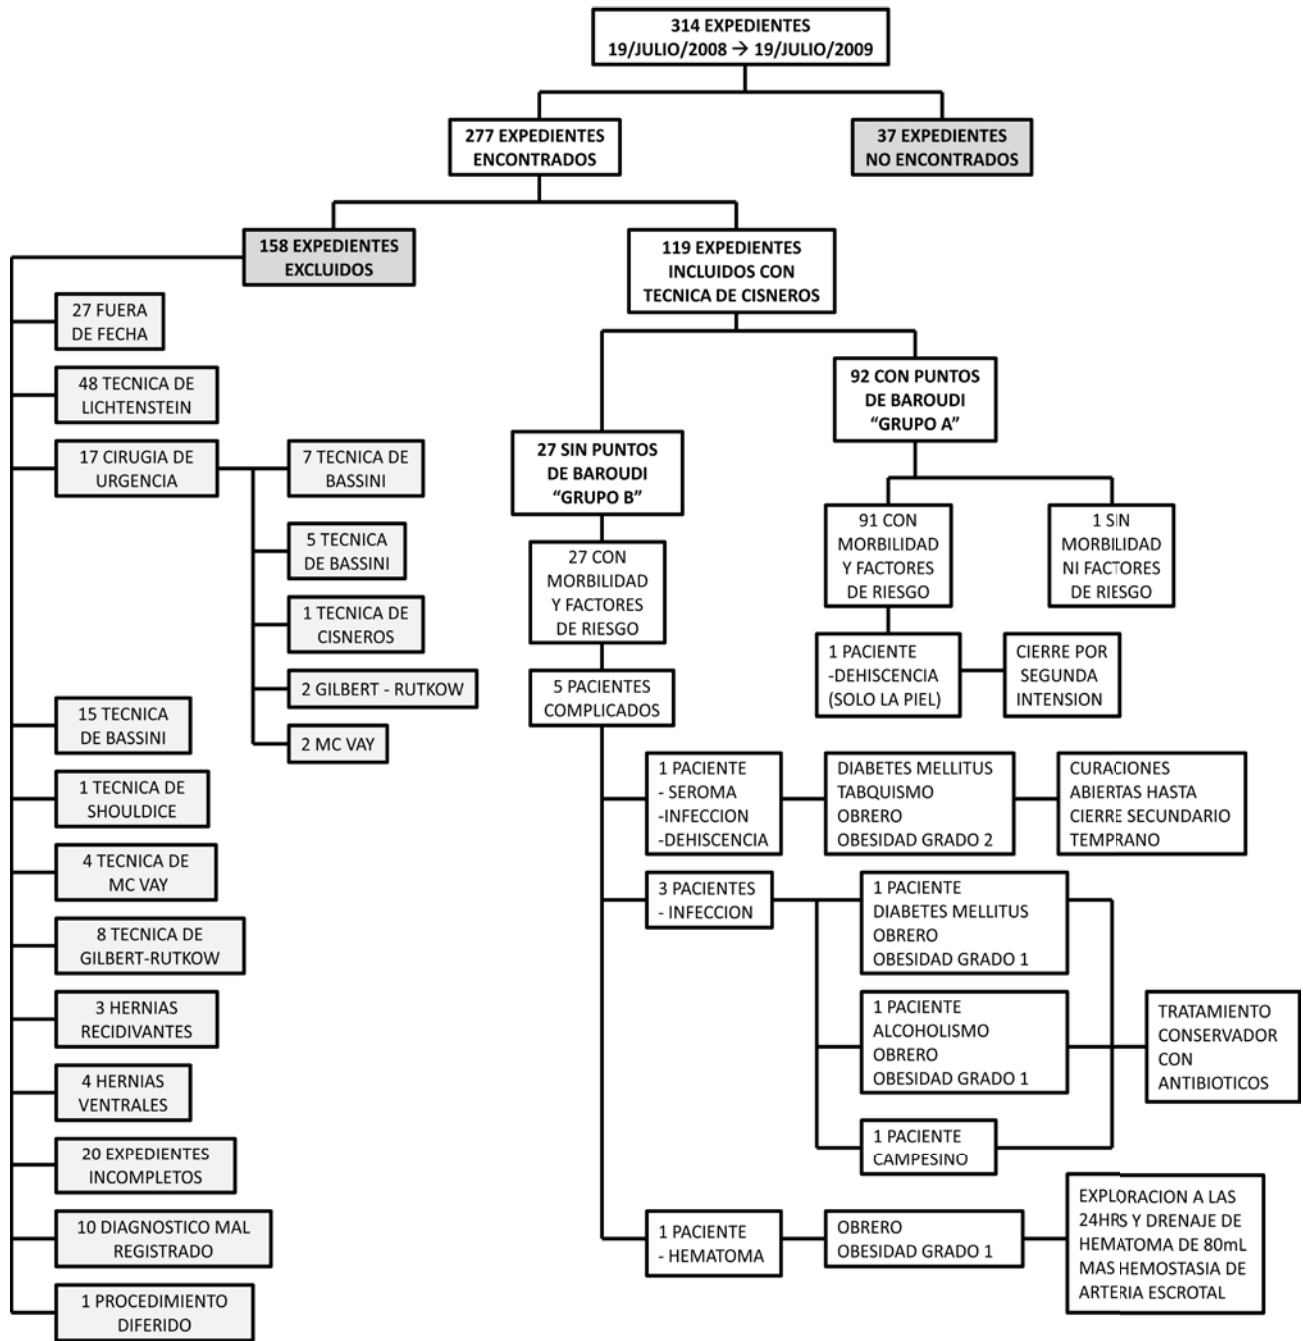 314 EXPEDIENTES
19/JULIO/2008 → 19/JULIO/2009
277 EXPEDIENTES
ENCONTRADOS
37 EXPEDIENTES
NO ENCONTRADOS
158 EXPEDIENTES
EXCLUIDOS
119 EXPEDIENTES
INCLUIDOS CON
TECNICA DE CISNEROS
27 FUERA
DE FECHA
48 TECNICA DE
LICHTENSTEIN
17 CIRUGIA DE
URGENCIA
7 TECNICA DE
BASSINI
5 TECNICA
DE BASSINI
1 TECNICA DE
CISNEROS
2 GILBERT - RUTKOW
2 MC VAY
15 TECNICA
DE BASSINI
1 TECNICA DE
SHOULDICE
4 TECNICA DE
MC VAY
8 TECNICA DE
GILBERT-RUTKOW
3 HERNIAS
RECIDIVANTES
4 HERNIAS
VENTRALES
20 EXPEDIENTES
INCOMPLETOS
10 DIAGNOSTICO MAL
REGISTRADO
1 PROCEDIMIENTO
DIFERIDO
92 CON PUNTOS
DE BAROUDI
“GRUPO A”
91 CON
MORBILIDAD
Y FACTORES
DE RIESGO
1 SIN
MORBILIDAD
NI FACTORES
DE RIESGO
1 PACIENTE
-DEHISCENCIA
(SOLO LA PIEL)
CIERRE POR
SEGUNDA
INTENSION
27 SIN PUNTOS
DE BAROUDI
“GRUPO B”
27 CON
MORBILIDAD
Y FACTORES
DE RIESGO
5 PACIENTES
COMPLICADOS
1 PACIENTE
- SEROMA
-INFECCION
-DEHISCENCIA
DIABETES MELLITUS
TABQUISMO
OBRERO
OBESIDAD GRADO 2
CURACIONES
ABIERTAS HASTA
CIERRE SECUNDARIO
TEMPRANO
3 PACIENTES
- INFECCION
1 PACIENTE
DIABETES MELLITUS
OBRERO
OBESIDAD GRADO 1
1 PACIENTE
ALCOHOLISMO
OBRERO
OBESIDAD GRADO 1
1 PACIENTE
CAMPESINO
TRATAMIENTO
CONSERVADOR
CON
ANTIBIOTICOS
1 PACIENTE
- HEMATOMA
OBRERO
OBESIDAD GRADO 1
EXPLORACION A LAS
24HRS Y DRENAJE DE
HEMATOMA DE 80mL
MAS HEMOSTASIA DE
ARTERIA ESCROTAL